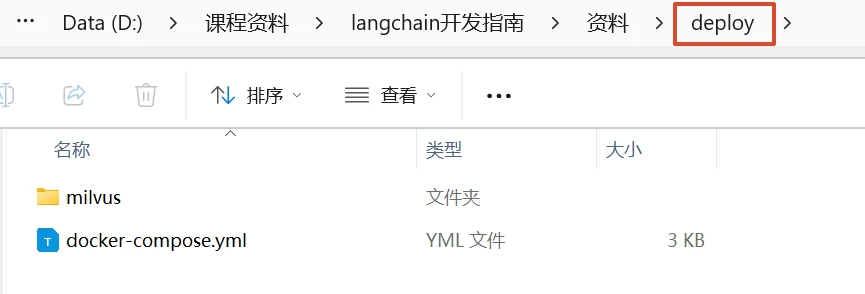 ··· Data (D:) > 课程资料 > langchain开发指南 > 资料 > deploy >
排序 查看 ···
名称 类型 大小
milvus 文件夹
docker-compose.yml YML 文件 3 KB